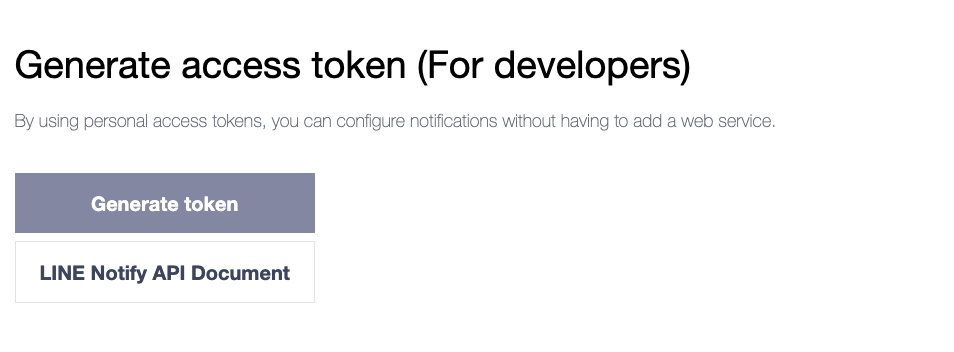 Generate access token (For developers)
By using personal access tokens, you can configure notifications without having to add a web service.
Generate token
LINE Notify API Document